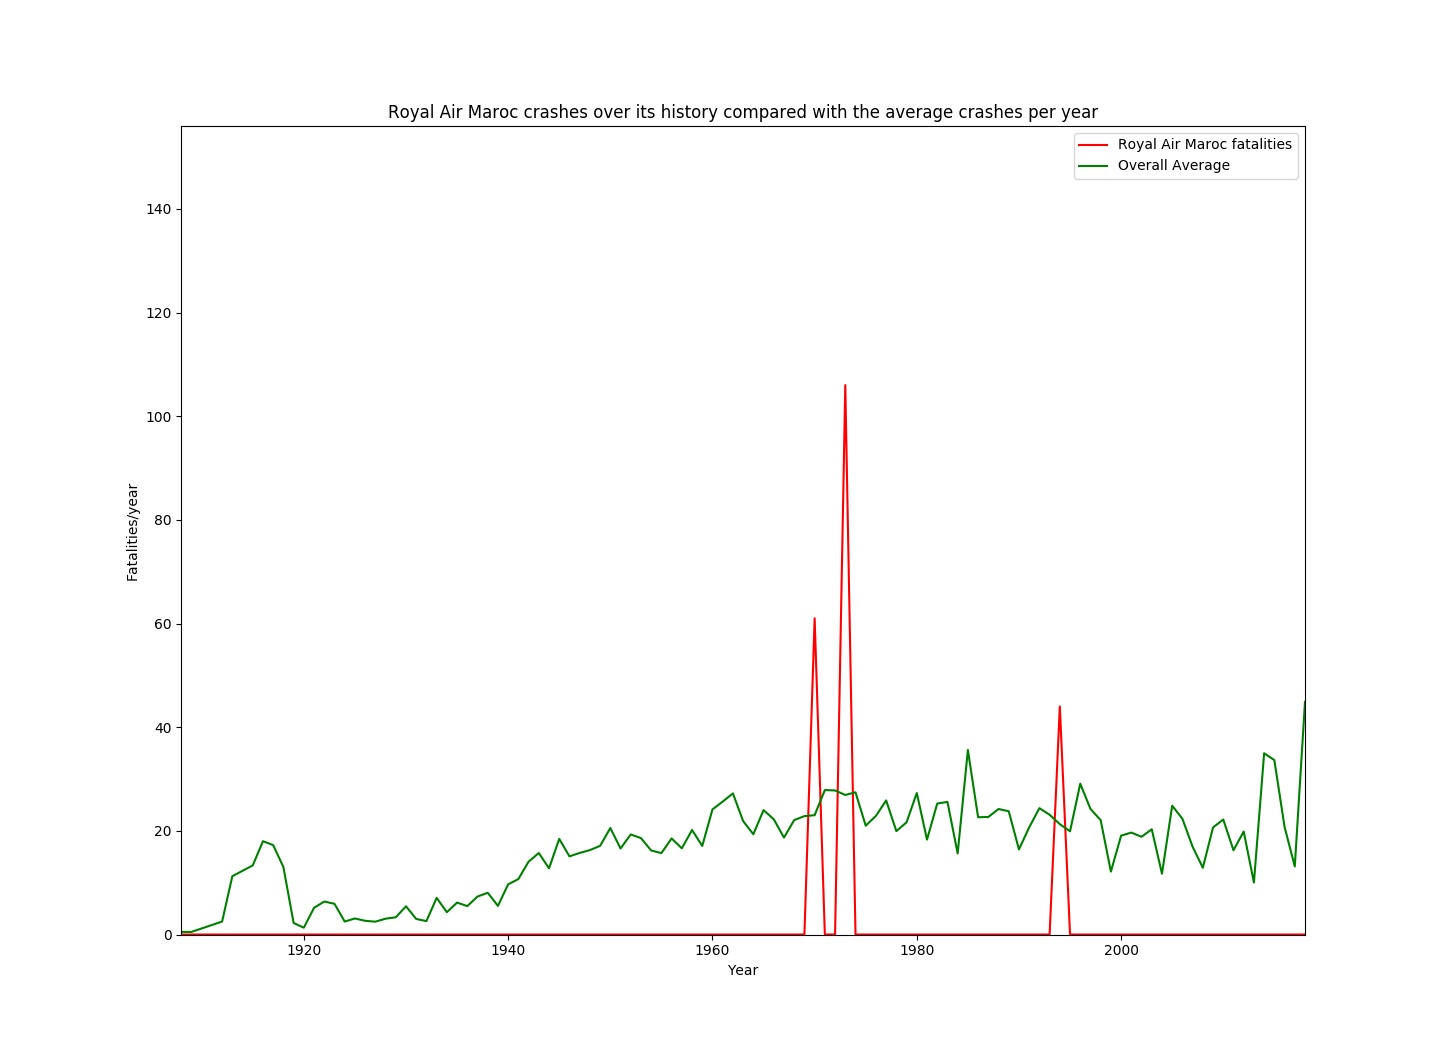 Royal Air Maroc crashes over its history compared with the average crashes per year
Royal Air Maroc fatalities
Overall Average
140
120
100
80
60
40
20
0
Fatalities/year
1920 1940 1960 1980 2000
Year